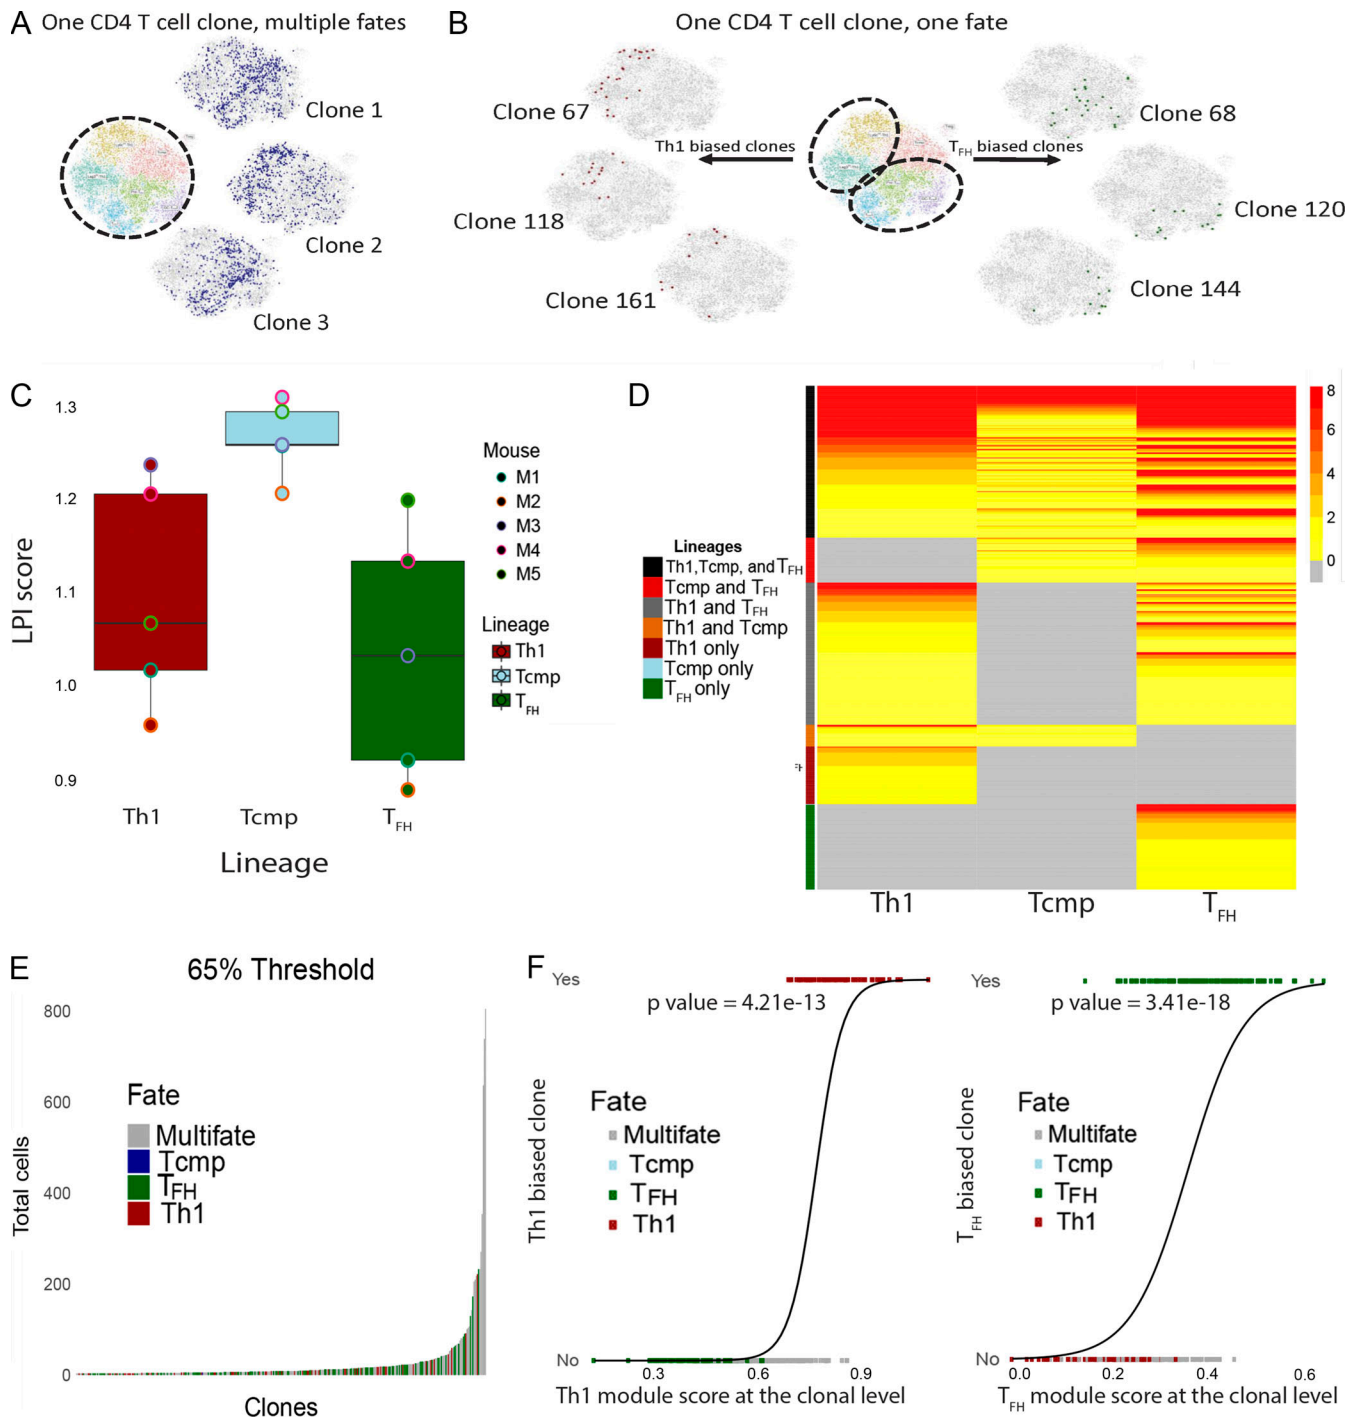 A One CD4 T cell clone, multiple fates
Clone 1
Clone 2
Clone 3
B One CD4 T cell clone, one fate
Clone 67
Clone 118
Clone 161
Th1 biased clones
TFH biased clones
Clone 68
Clone 120
Clone 144
C
LPI score
1.3
1.2
1.1
1.0
0.9
Th1
Tcmp
TFH
Lineage
Mouse
M1
M2
M3
M4
M5
Lineage
Th1
Tcmp
TFH
D
Lineages
Th1,Tcmp, and TFH
Tcmp and TFH
Th1 and TFH
Th1 and Tcmp
Th1 only
Tcmp only
TFH only
FH
Th1
Tcmp
TFH
8
6
4
2
0
E
65% Threshold
Total cells
800
600
400
200
0
Fate
Multifate
Tcmp
TFH
Th1
Clones
F
Yes
p value = 4.21e-13
Th1 biased clone
Fate
Multifate
Tcmp
TFH
Th1
No
0.3
0.6
0.9
Th1 module score at the clonal level
Yes
p value = 3.41e-18
TFH biased clone
Fate
Multifate
Tcmp
TFH
Th1
No
0.0
0.2
0.4
0.6
TFH module score at the clonal level